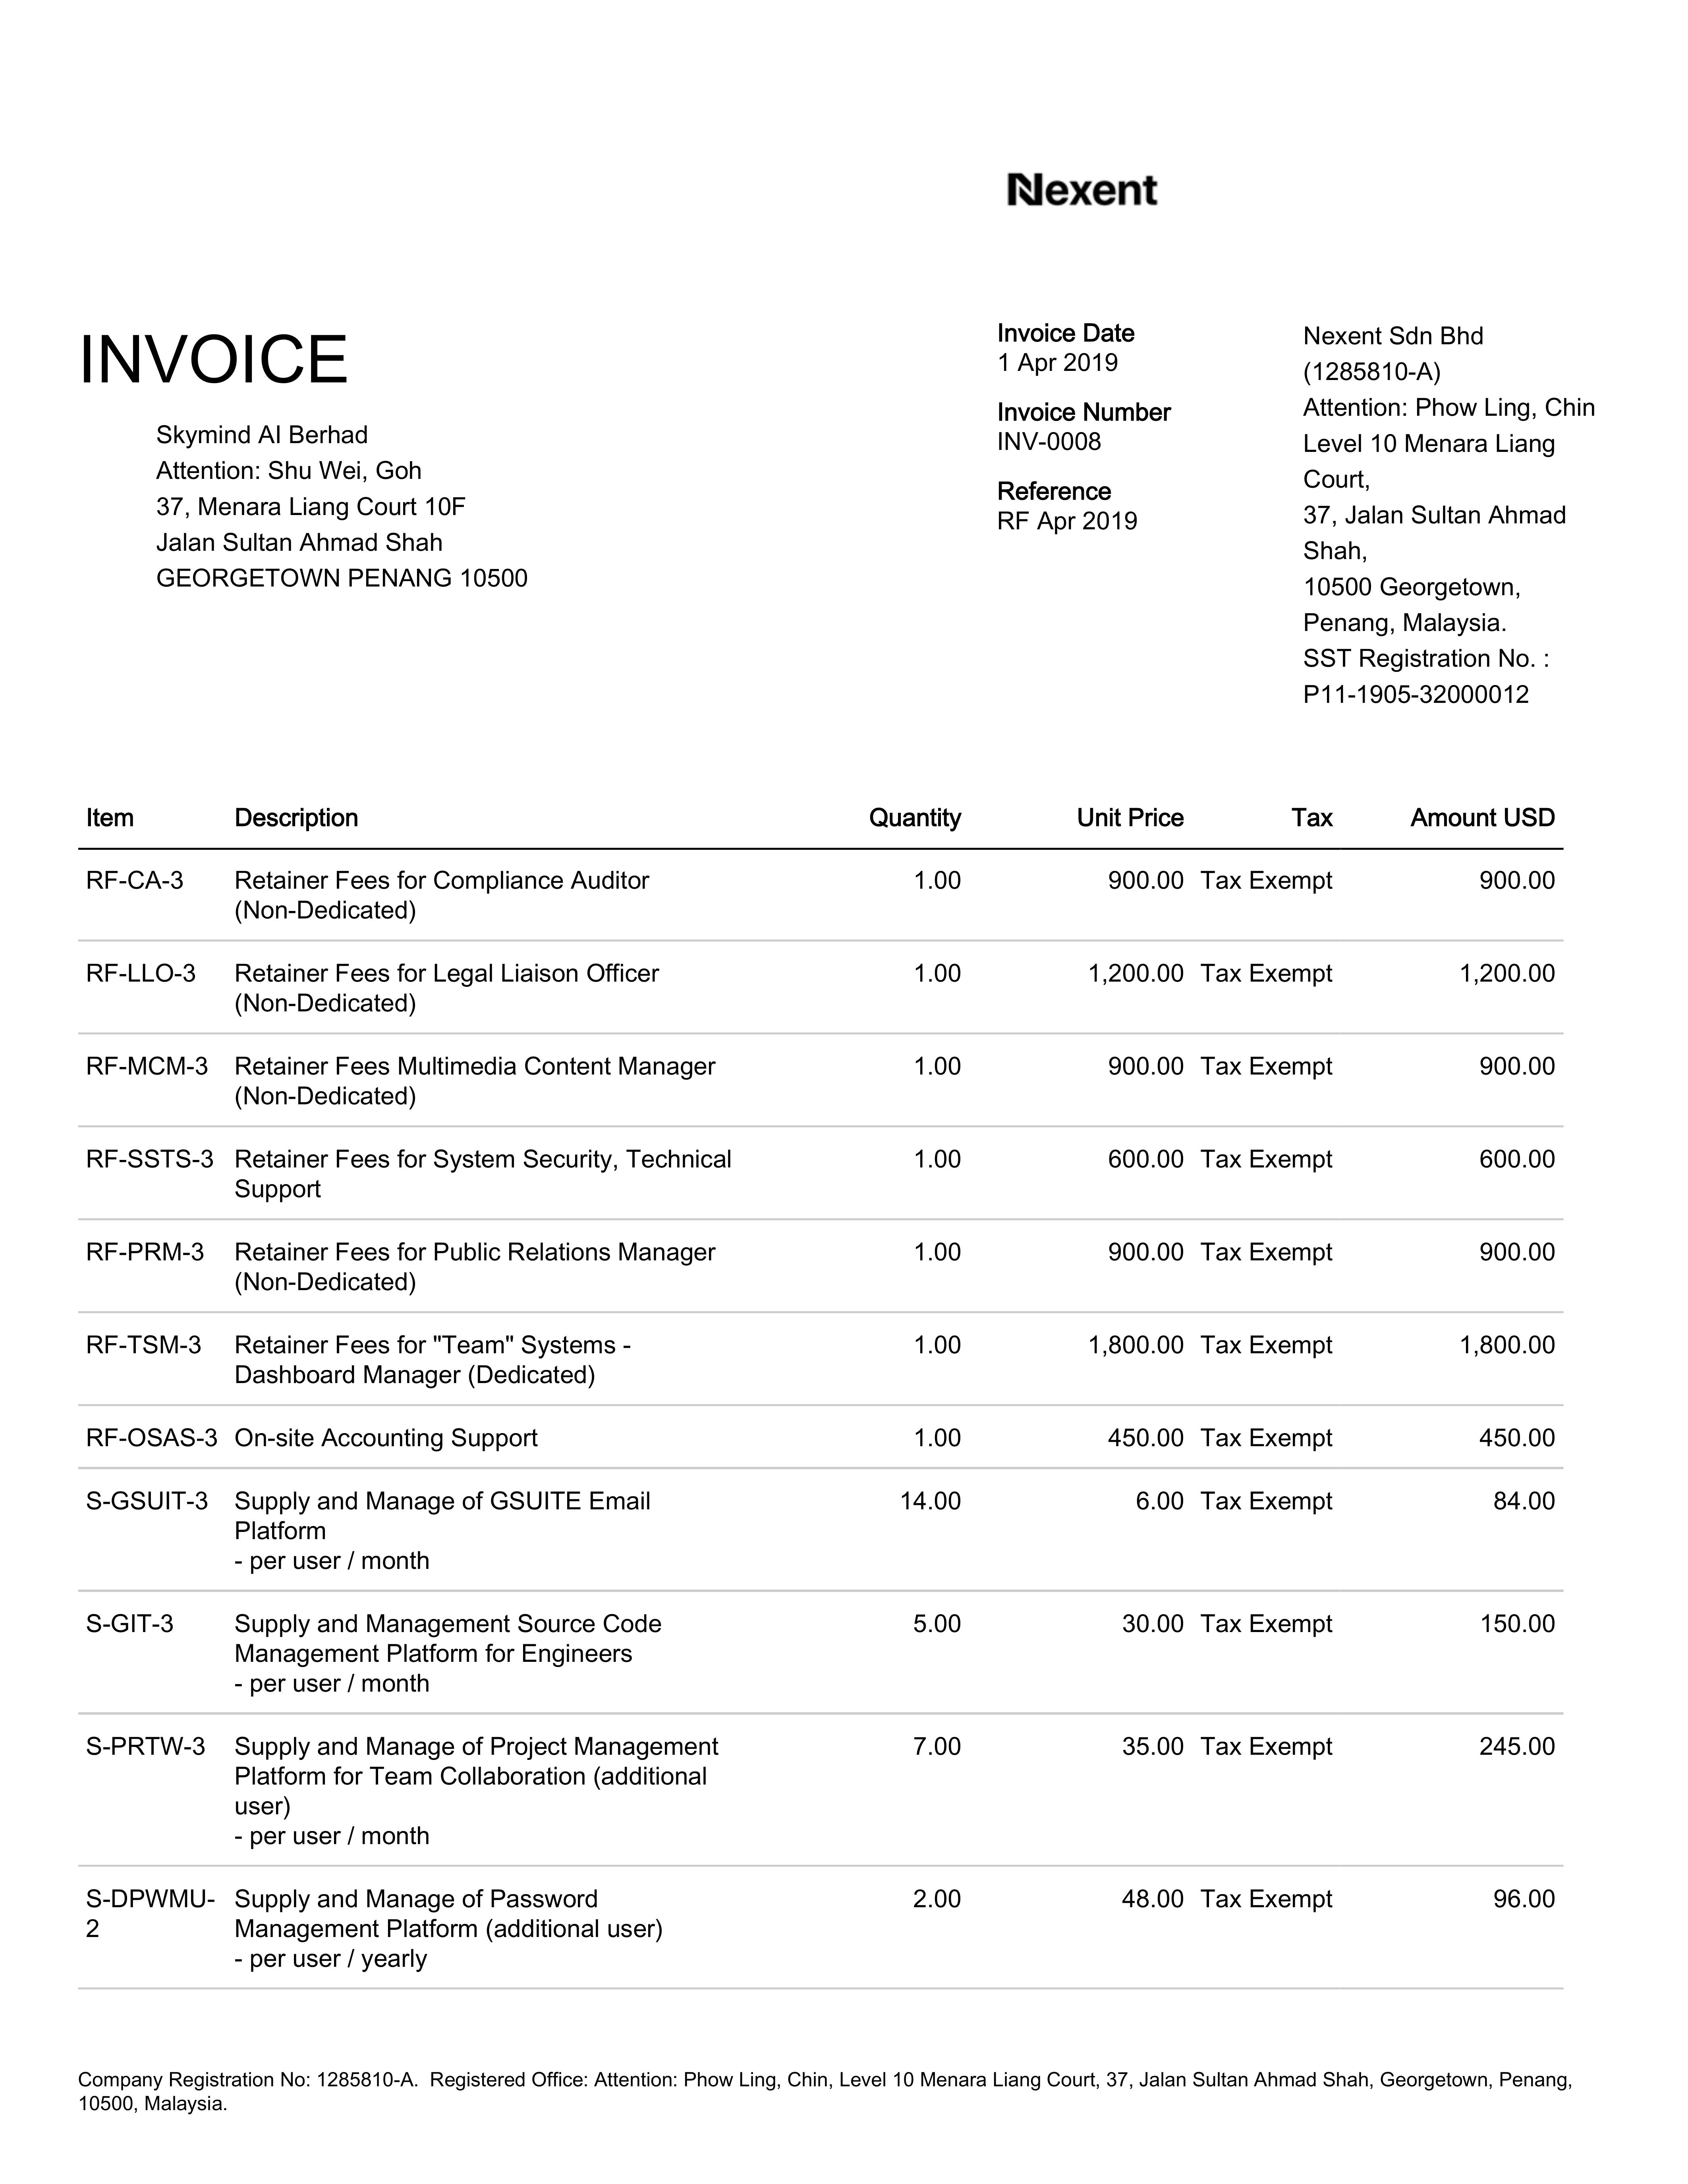 Nexent
INVOICE
Skymind AI Berhad
Attention: Shu Wei, Goh
37, Menara Liang Court 10F
Jalan Sultan Ahmad Shah
GEORGETOWN PENANG 10500
Invoice Date
1 Apr 2019
Invoice Number
INV-0008
Reference
RF Apr 2019
Nexent Sdn Bhd
(1285810-A)
Attention: Phow Ling, Chin
Level 10 Menara Liang
Court,
37, Jalan Sultan Ahmad
Shah,
10500 Georgetown,
Penang, Malaysia.
SST Registration No. :
P11-1905-32000012
Item Description Quantity Unit Price Tax Amount USD
RF-CA-3 Retainer Fees for Compliance Auditor 1.00 900.00 Tax Exempt 900.00
(Non-Dedicated)
RF-LLO-3 Retainer Fees for Legal Liaison Officer 1.00 1,200.00 Tax Exempt 1,200.00
(Non-Dedicated)
RF-MCM-3 Retainer Fees Multimedia Content Manager 1.00 900.00 Tax Exempt 900.00
(Non-Dedicated)
RF-SSTS-3 Retainer Fees for System Security, Technical 1.00 600.00 Tax Exempt 600.00
Support
RF-PRM-3 Retainer Fees for Public Relations Manager 1.00 900.00 Tax Exempt 900.00
(Non-Dedicated)
RF-TSM-3 Retainer Fees for "Team" Systems - 1.00 1,800.00 Tax Exempt 1,800.00
Dashboard Manager (Dedicated)
RF-OSAS-3 On-site Accounting Support 1.00 450.00 Tax Exempt 450.00
S-GSUIT-3 Supply and Manage of GSUITE Email 14.00 6.00 Tax Exempt 84.00
Platform
- per user / month
S-GIT-3 Supply and Management Source Code 5.00 30.00 Tax Exempt 150.00
Management Platform for Engineers
- per user / month
S-PRTW-3 Supply and Manage of Project Management 7.00 35.00 Tax Exempt 245.00
Platform for Team Collaboration (additional
user)
- per user / month
S-DPWMU- Supply and Manage of Password 2.00 48.00 Tax Exempt 96.00
2 Management Platform (additional user)
- per user / yearly
Company Registration No: 1285810-A. Registered Office: Attention: Phow Ling, Chin, Level 10 Menara Liang Court, 37, Jalan Sultan Ahmad Shah, Georgetown, Penang,
10500, Malaysia.